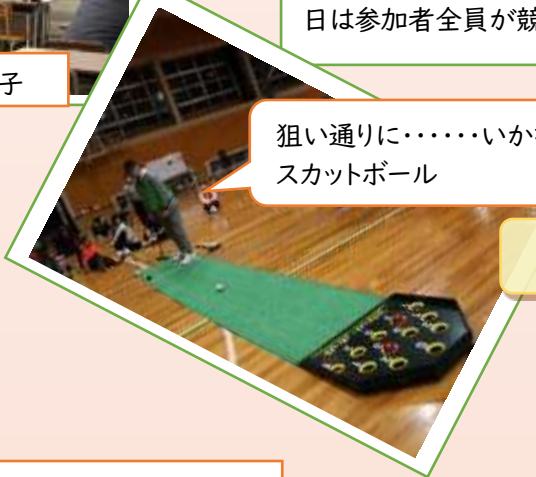 日は参加者全員が競
子
狙い通りに・・・・・・いか
スカットボール